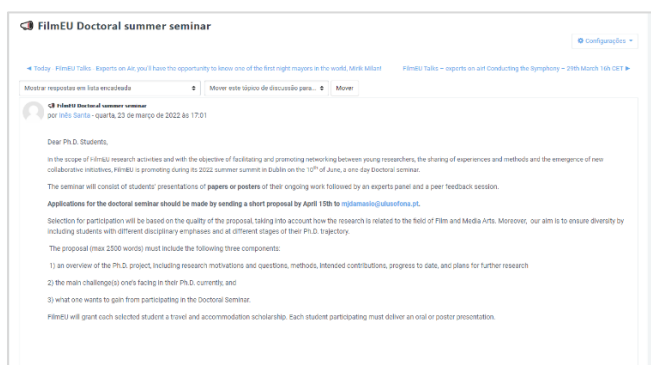 FilmEU Doctoral summer seminar
Configurações
◄ Today - FilmEU Talks - Experts on Air, you'll have the opportunity to know one of the first night mayors in the world, Mirik Milan!
FilmEU Talks – experts on air! Conducting the Symphony – 29th March 16h CET ►
Mostrar respostas em lista encadeada
Mover este tópico de discussão para...
Mover
FilmEU Doctoral summer seminar
por Inês Santa - quarta, 23 de março de 2022 às 17:01
Dear Ph.D. Students,
In the scope of FilmEU research activities and with the objective of facilitating and promoting networking between young researchers, the sharing of experiences and methods and the emergence of new
collaborative initiatives, FilmEU is promoting during its 2022 summer summit in Dublin on the 10th of June, a one day Doctoral seminar.
The seminar will consist of students' presentations of papers or posters of their ongoing work followed by an experts panel and a peer feedback session.
Applications for the doctoral seminar should be made by sending a short proposal by April 15th to mjdamasio@ulusofona.pt.
Selection for participation will be based on the quality of the proposal, taking into account how the research is related to the field of Film and Media Arts. Moreover, our aim is to ensure diversity by
including students with different disciplinary emphases and at different stages of their Ph.D. trajectory.
The proposal (max 2500 words) must include the following three components:
1) an overview of the Ph.D. project, including research motivations and questions, methods, intended contributions, progress to date, and plans for further research
2) the main challenge(s) one's facing in their Ph.D. currently, and
3) what one wants to gain from participating in the Doctoral Seminar.
FilmEU will grant each selected student a travel and accommodation scholarship. Each student participating must deliver an oral or poster presentation.